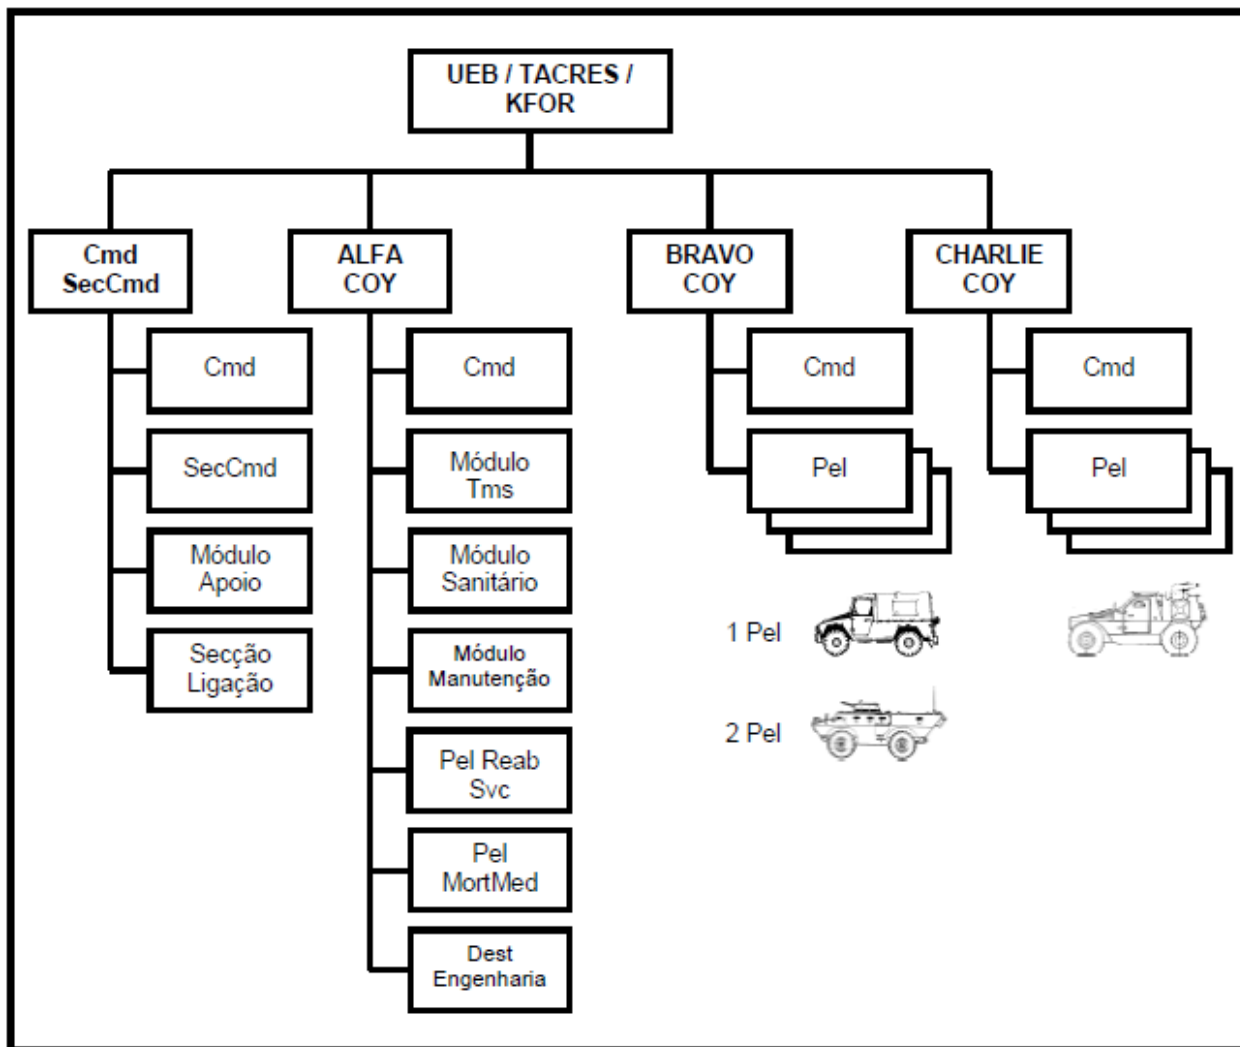 UEB / TACRES /
KFOR
Cmd
SecCmd
Cmd
SecCmd
Módulo
Apoio
Secção
Ligação
ALFA
COY
Cmd
Módulo
Tms
Módulo
Sanitário
Módulo
Manutenção
Pel Reab
Svc
Pel
MortMed
Dest
Engenharia
BRAVO
COY
Cmd
Pel
1 Pel
2 Pel
CHARLIE
COY
Cmd
Pel